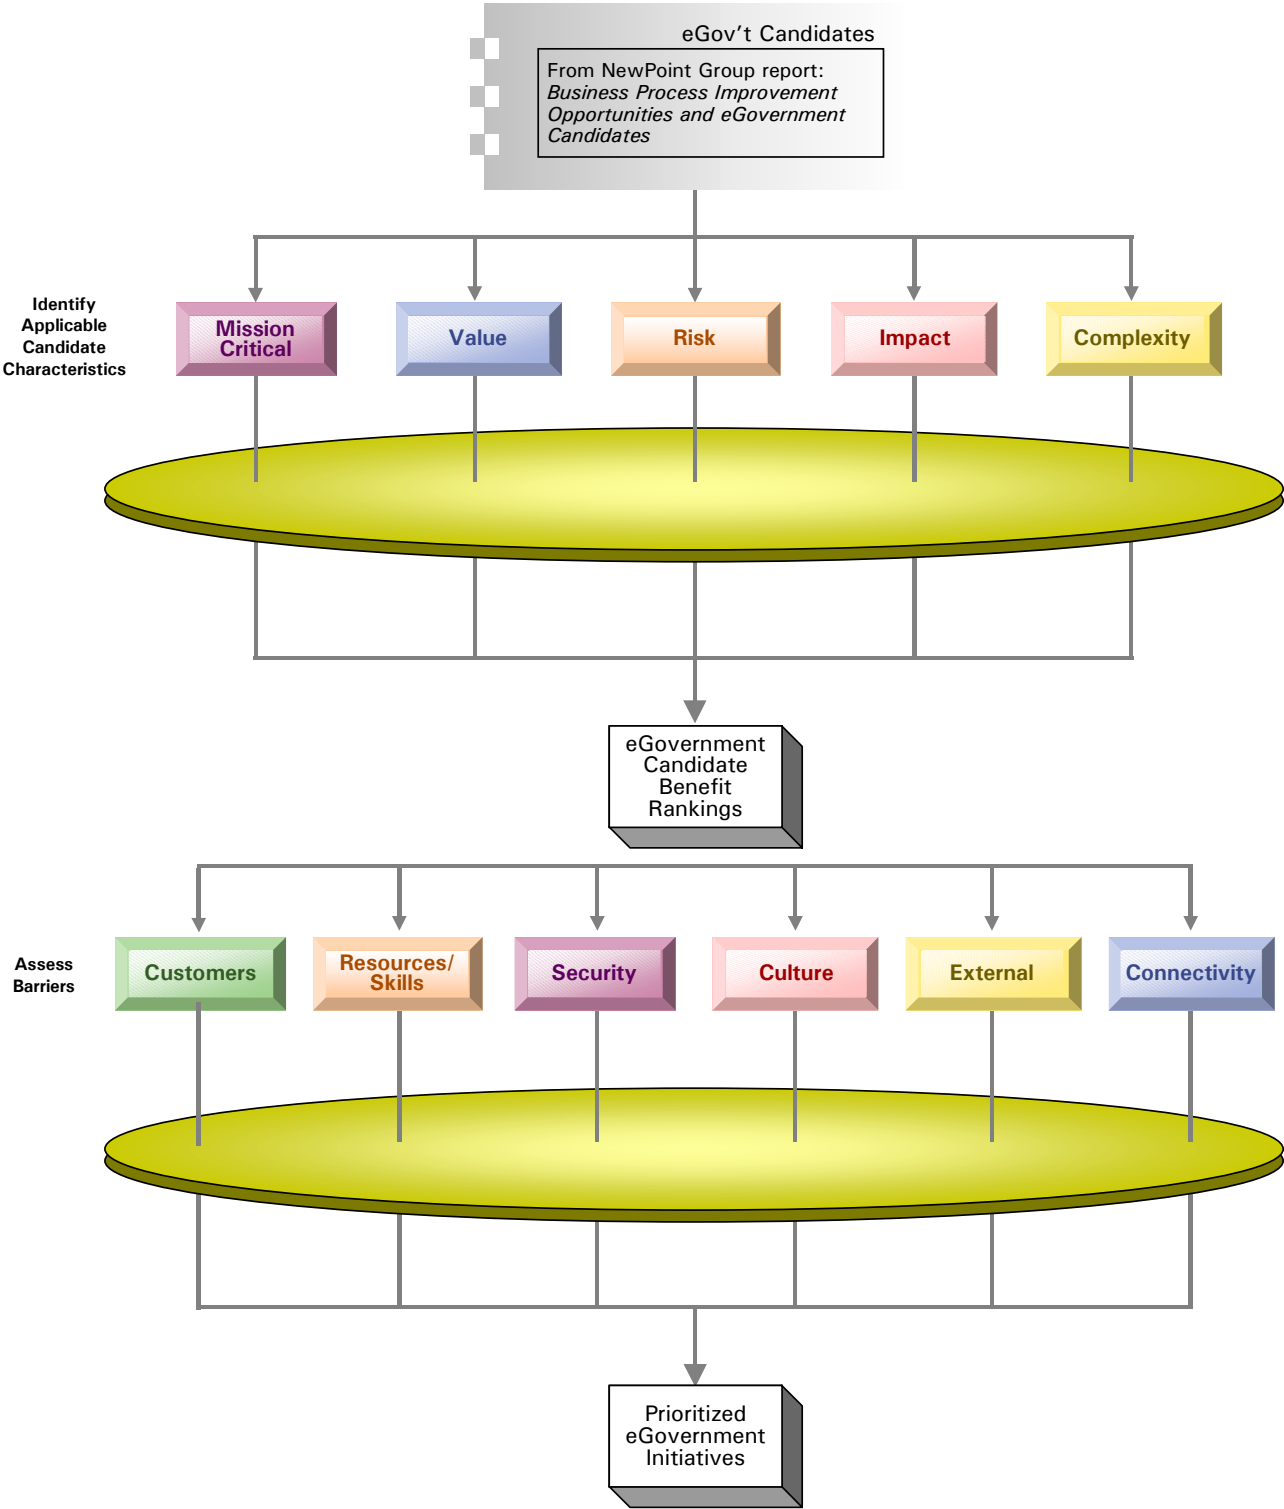 eGov't Candidates
From NewPoint Group report:
Business Process Improvement
Opportunities and eGovernment
Candidates
Identify
Applicable
Candidate
Characteristics
Mission
Critical
Value
Risk
Impact
Complexity
eGovernment
Candidate
Benefit
Rankings
Assess
Barriers
Customers
Resources/
Skills
Security
Culture
External
Connectivity
Prioritized
eGovernment
Initiatives